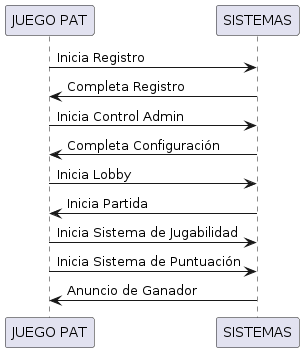 JUEGO PAT SISTEMAS
Inicia Registro
Completa Registro
Inicia Control Admin
Completa Configuración
Inicia Lobby
Inicia Partida
Inicia Sistema de Jugabilidad
Inicia Sistema de Puntuación
Anuncio de Ganador
JUEGO PAT SISTEMAS